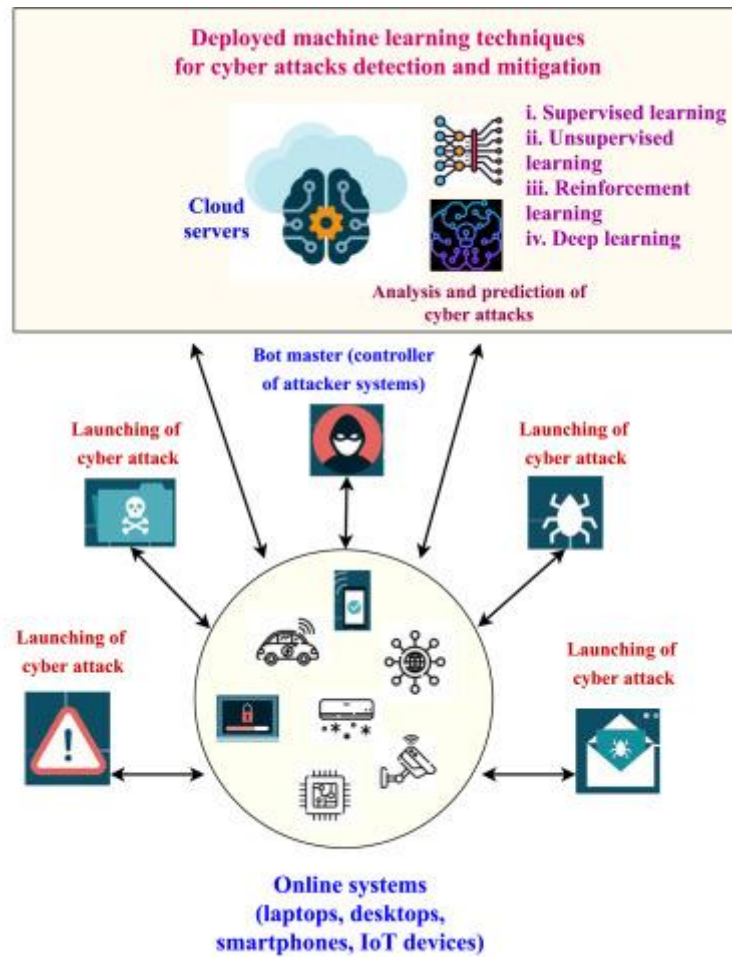 Deployed machine learning techniques
for cyber attacks detection and mitigation
Cloud
servers
i. Supervised learning
ii. Unsupervised
learning
iii. Reinforcement
learning
iv. Deep learning
Analysis and prediction of
cyber attacks
Bot master (controller
of attacker systems)
Launching of
cyber attack
Launching of
cyber attack
Launching of
cyber attack
Launching of
cyber attack
Online systems
(laptops, desktops,
smartphones, IoT devices)